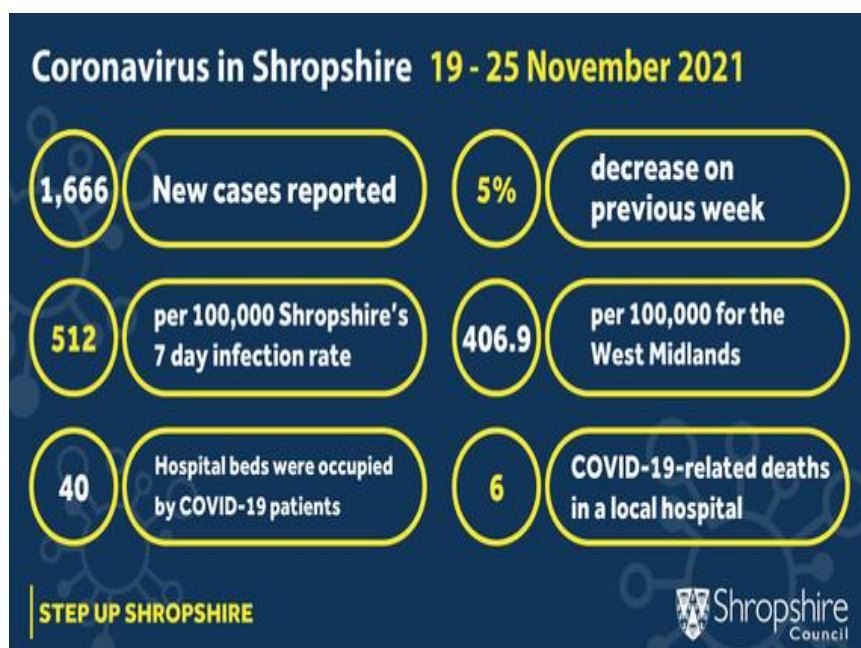 Coronavirus in Shropshire 19 - 25 November 2021
1,666
New cases reported
5%
decrease on
previous week
512
per 100,000 Shropshire's
7 day infection rate
406.9
per 100,000 for the
West Midlands
40
Hospital beds were occupied
by COVID-19 patients
6
COVID-19-related deaths
in a local hospital
STEP UP SHROPSHIRE
Shropshire
Council